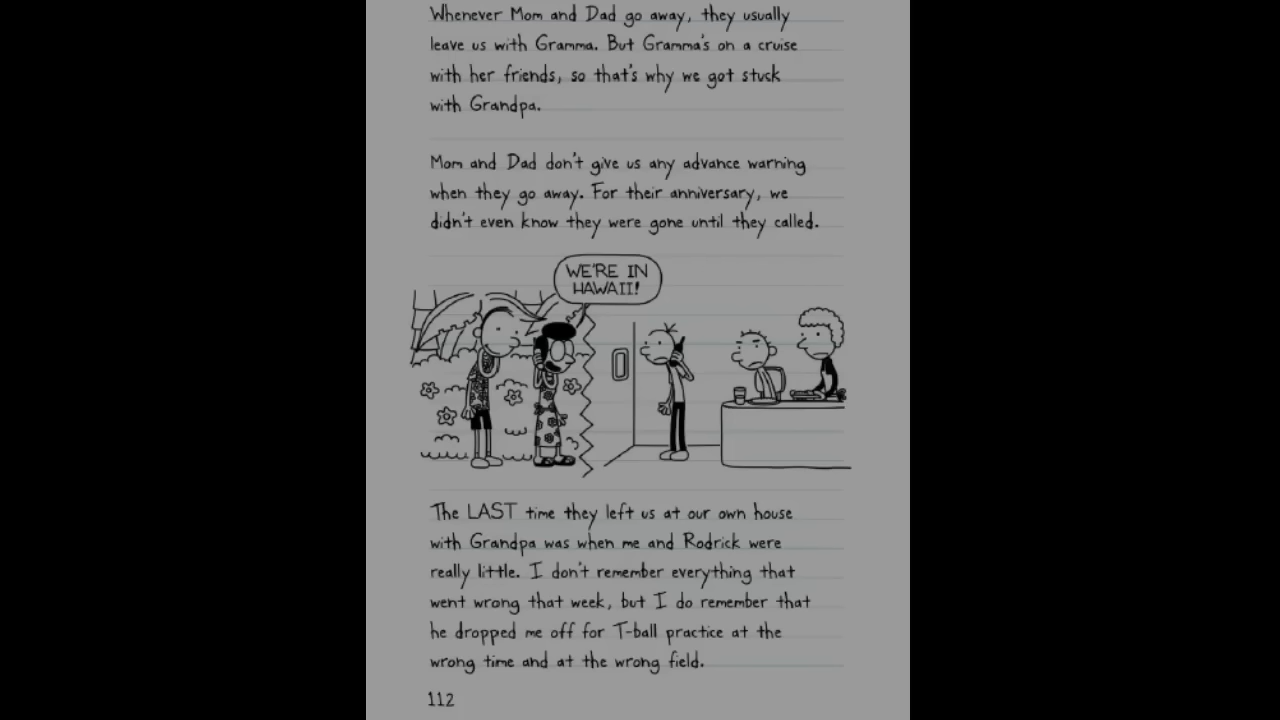 Whenever Mom and Dad go away, they usually
leave us with Gramma. But Gramma's on a cruise
with her friends, so that's why we got stuck
with Grandpa.
Mom and Dad don't give us any advance warning
when they go away. For their anniversary, we
didn't even know they were gone until they called.
WE'RE IN
HAWAII!
The LAST time they left us at our own house
with Grandpa was when me and Rodrick were
really little. I don't remember everything that
went wrong that week, but I do remember that
he dropped me off for T-ball practice at the
wrong time and at the wrong field.
112